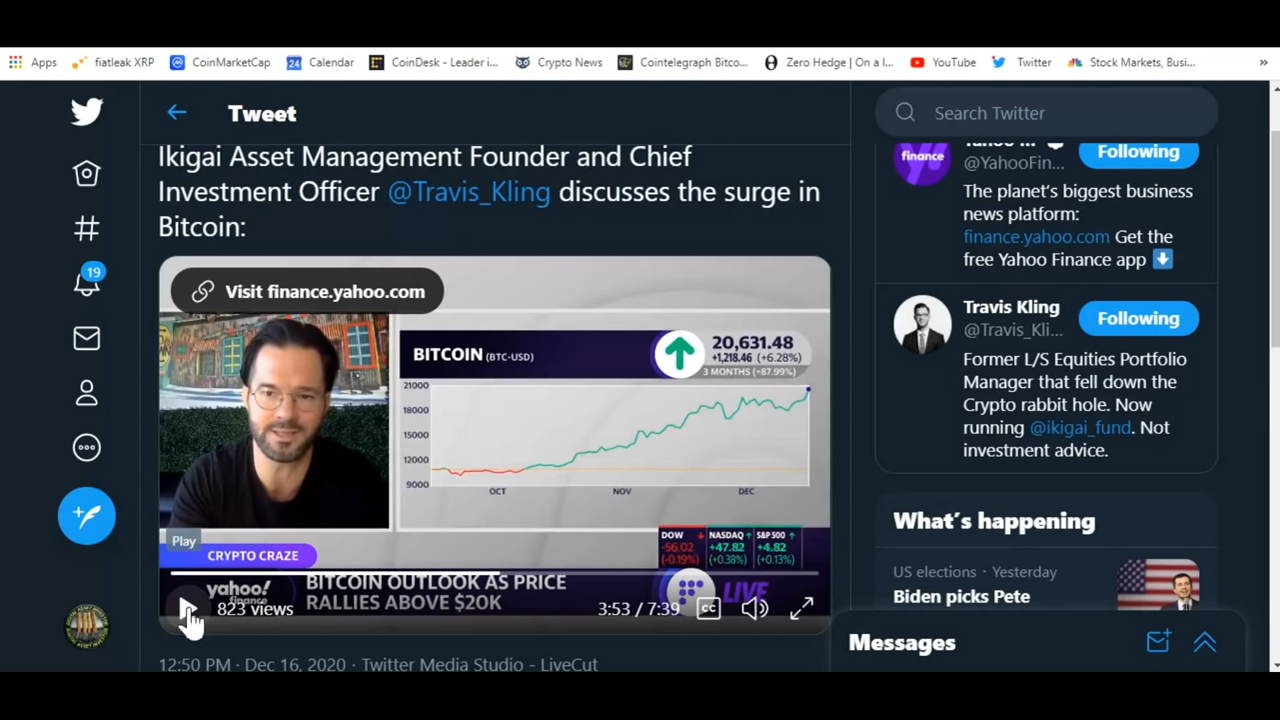 Apps fiatleak XRP CoinMarketCap 24 Calendar CoinDesk - Leader i... Crypto News Cointelegraph Bitco... Zero Hedge | On a l... YouTube Twitter Stock Markets, Busi... »
Tweet
Search Twitter
Ikigai Asset Management Founder and Chief
Investment Officer @Travis_Kling discusses the surge in
Bitcoin:
Visit finance.yahoo.com
BITCOIN (BTC-USD)
20,631.48
+1,218.46 (+6.28%)
3 MONTHS (+87.99%)
21000
18000
15000
12000
9000
OCT NOV DEC
Play
CRYPTO CRAZE
DOW NASDAQ S&P 500
-56.02 +47.82 +4.82
(-0.19%) (+0.38%) (+0.13%)
yahoo!
finance
BITCOIN OUTLOOK AS PRICE
RALLIES ABOVE $20K
LIVE
823 views
3:53 / 7:39
CC
12:50 PM · Dec 16, 2020 · Twitter Media Studio - LiveCut
19
finance
@YahooFin...
Following
The planet's biggest business
news platform:
finance.yahoo.com Get the
free Yahoo Finance app
Travis Kling
@Travis_Kli...
Following
Former L/S Equities Portfolio
Manager that fell down the
Crypto rabbit hole. Now
running @ikigai_fund. Not
investment advice.
What's happening
US elections · Yesterday
Biden picks Pete
Messages